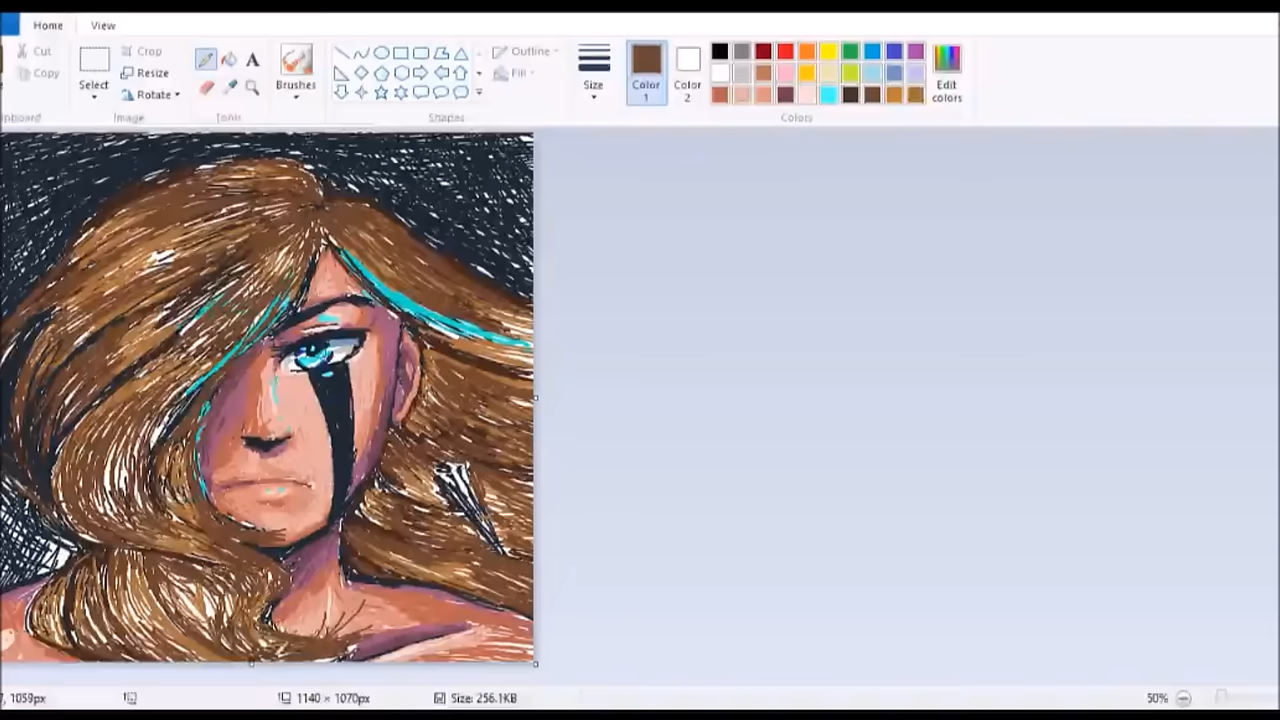 Home View
Cut
Copy
Select
Crop
Resize
Rotate
A
Brushes
Outline
Fill
Size
Color 1
Color 2
Edit colors
Image
Tools
Shapes
Colors
1059px
1140 × 1070px
Size: 256.1KB
50%